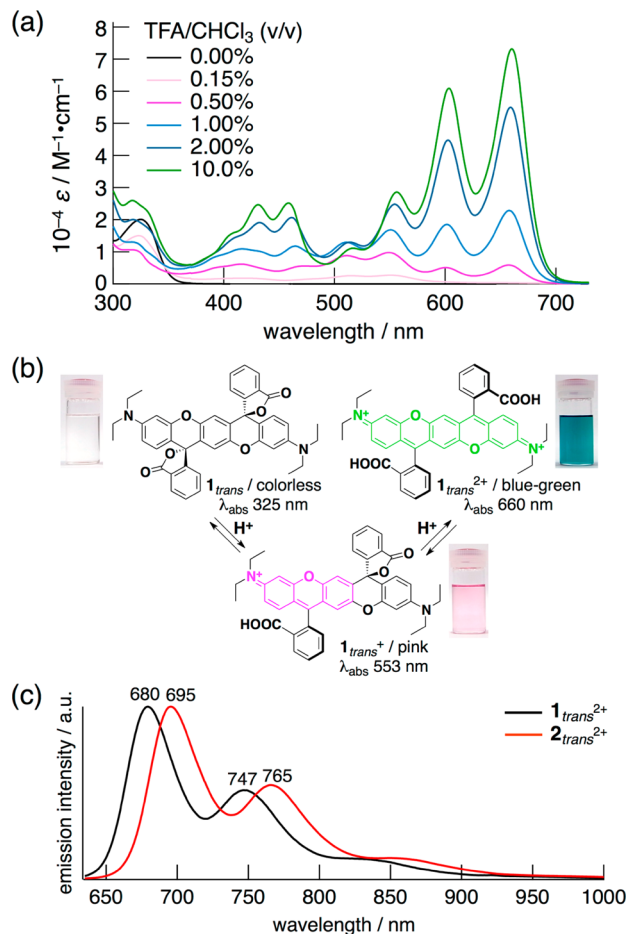 (a)
TFA/CHCl₃ (v/v)
0.00%
0.15%
0.50%
1.00%
2.00%
10.0%
10⁻⁴ ε / M⁻¹•cm⁻¹
8
7
6
5
4
3
2
1
0
300 400 500 600 700
wavelength / nm
(b)
N O O O
O O N
O
1trans / colorless
λabs 325 nm
COOH
N⁺ O
O N⁺
HOOC
1trans²⁺ / blue-green
λabs 660 nm
H⁺ H⁺
O O
N⁺ O
O N
HOOC
1trans⁺ / pink
λabs 553 nm
(c)
680 695
747 765
1trans²⁺
2trans²⁺
emission intensity / a.u.
650 700 750 800 850 900 950 1000
wavelength / nm